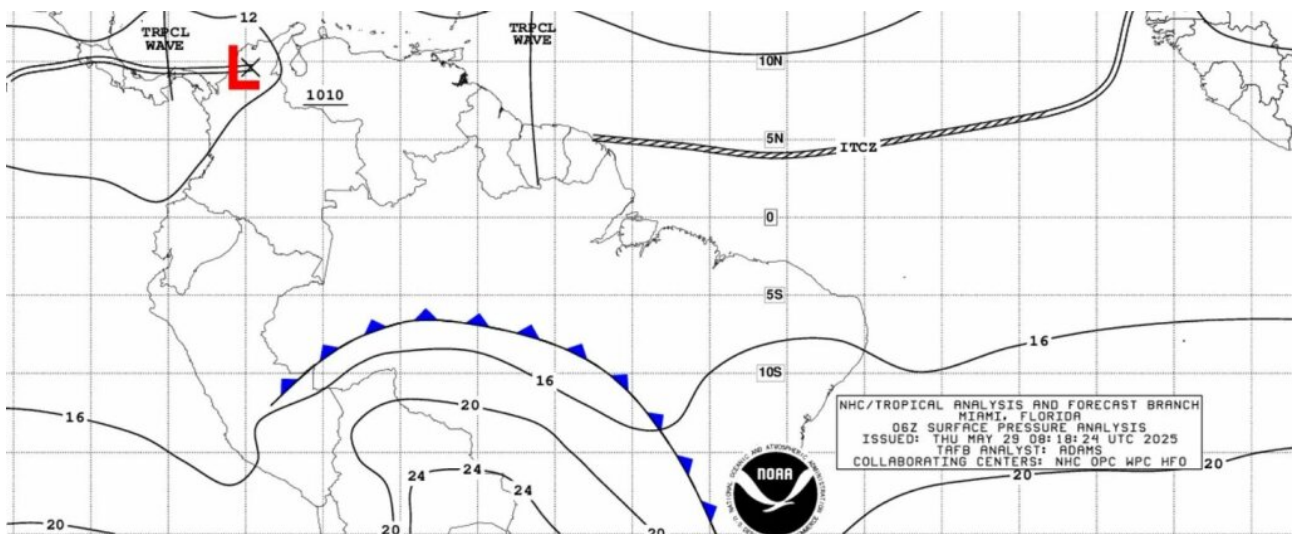 12
TRPCL
WAVE
TRPCL
WAVE
L
10N
1010
5N
ITCZ
0
5S
16
10S
16
16
20
NHC/TROPICAL ANALYSIS AND FORECAST BRANCH
MIAMI, FLORIDA
06Z SURFACE PRESSURE ANALYSIS
ISSUED: THU MAY 29 08:18:24 UTC 2025
TAFB ANALYST: ADAMS
COLLABORATING CENTERS: NHC OPC WPC HFO
20
24
24
20
NOAA
20
20
20